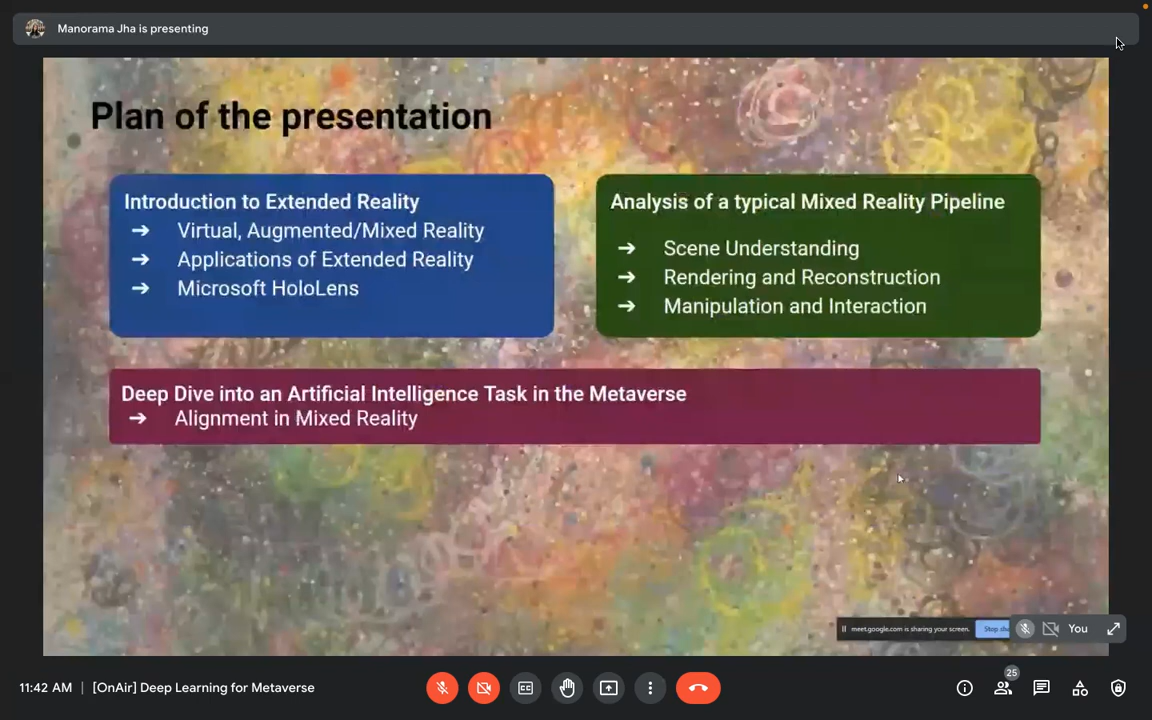 Manorama Jha is presenting
Plan of the presentation
Introduction to Extended Reality
➔ Virtual, Augmented/Mixed Reality
➔ Applications of Extended Reality
➔ Microsoft HoloLens
Analysis of a typical Mixed Reality Pipeline
➔ Scene Understanding
➔ Rendering and Reconstruction
➔ Manipulation and Interaction
Deep Dive into an Artificial Intelligence Task in the Metaverse
➔ Alignment in Mixed Reality
meet.google.com is sharing your screen.
Stop sh
You
11:42 AM | [OnAir] Deep Learning for Metaverse
25